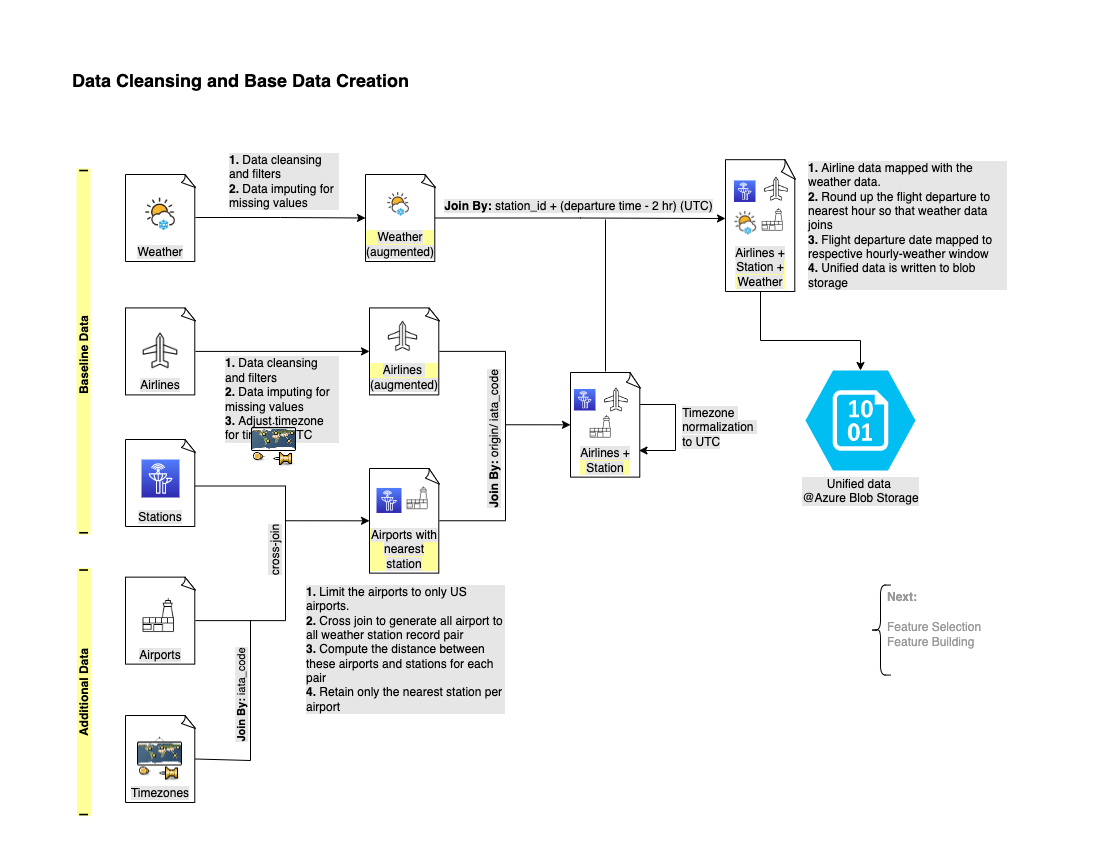 Data Cleansing and Base Data Creation
Baseline Data
Additional Data
Weather
1. Data cleansing
and filters
2. Data imputing for
missing values
Weather
(augmented)
Join By: station_id + (departure time - 2 hr) (UTC)
Airlines +
Station +
Weather
1. Airline data mapped with the
weather data.
2. Round up the flight departure to
nearest hour so that weather data
joins
3. Flight departure date mapped to
respective hourly-weather window
4. Unified data is written to blob
storage
Airlines
1. Data cleansing
and filters
2. Data imputing for
missing values
3. Adjust timezone
for TC
Airlines
(augmented)
Join By: origin/ iata_code
Airlines +
Station
Timezone
normalization
to UTC
10
01
Unified data
@Azure Blob Storage
Stations
cross-join
Airports with
nearest
station
1. Limit the airports to only US
airports.
2. Cross join to generate all airport to
all weather station record pair
3. Compute the distance between
these airports and stations for each
pair
4. Retain only the nearest station per
airport
Airports
Join By: iata_code
Timezones
Next:
Feature Selection
Feature Building